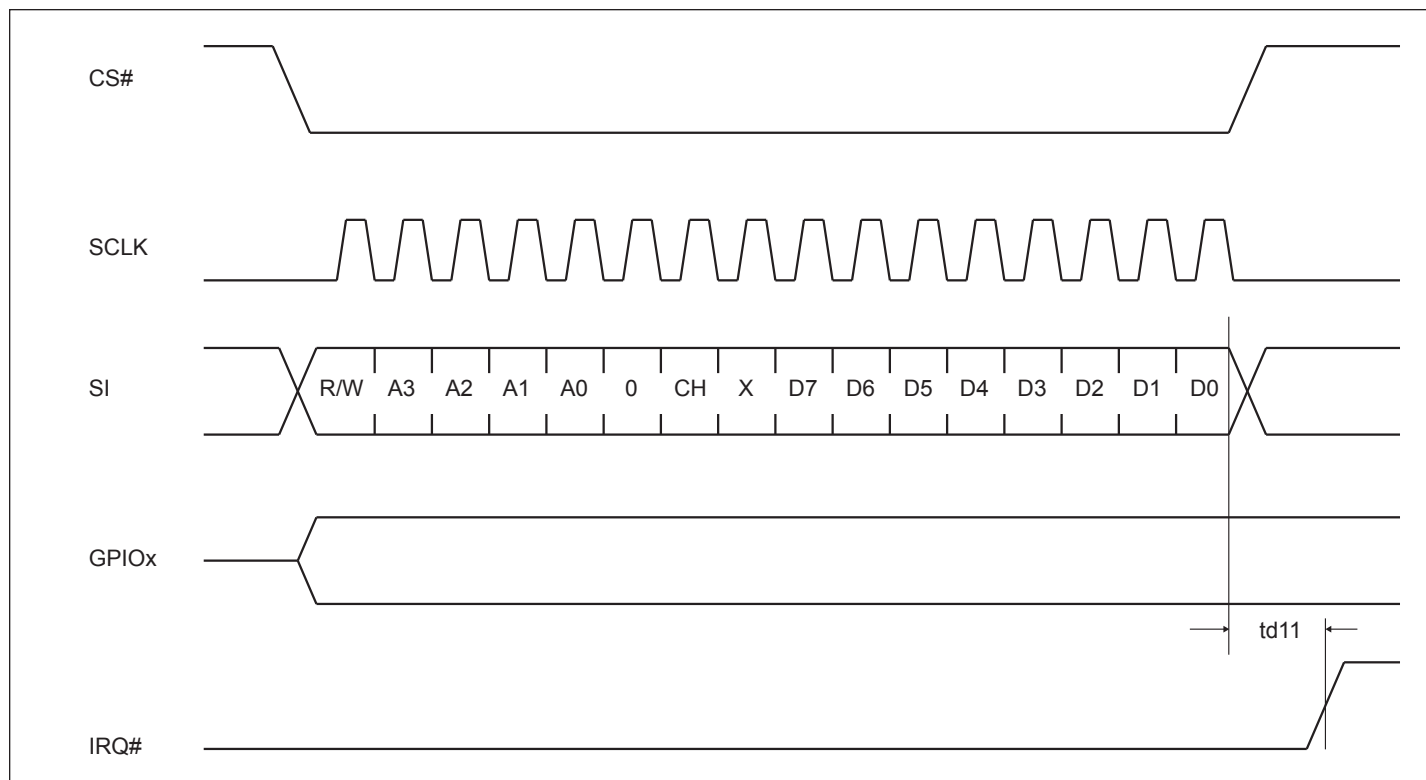 CS#
SCLK
SI
R/W A3 A2 A1 A0 0 CH X D7 D6 D5 D4 D3 D2 D1 D0
GPIOx
td11
IRQ#